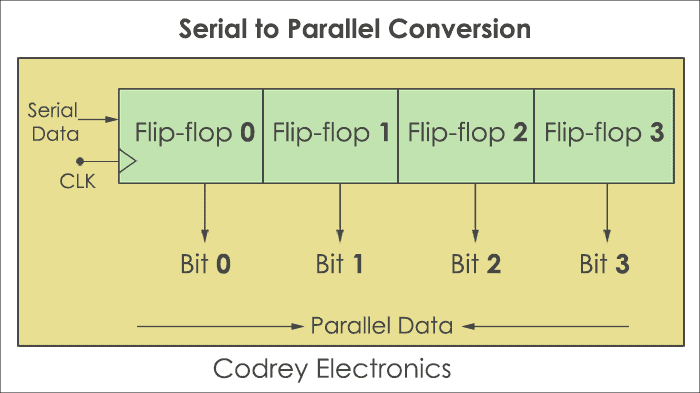 Serial to Parallel Conversion
Serial
Data
CLK
Flip-flop 0
Flip-flop 1
Flip-flop 2
Flip-flop 3
Bit 0
Bit 1
Bit 2
Bit 3
Parallel Data
Codrey Electronics